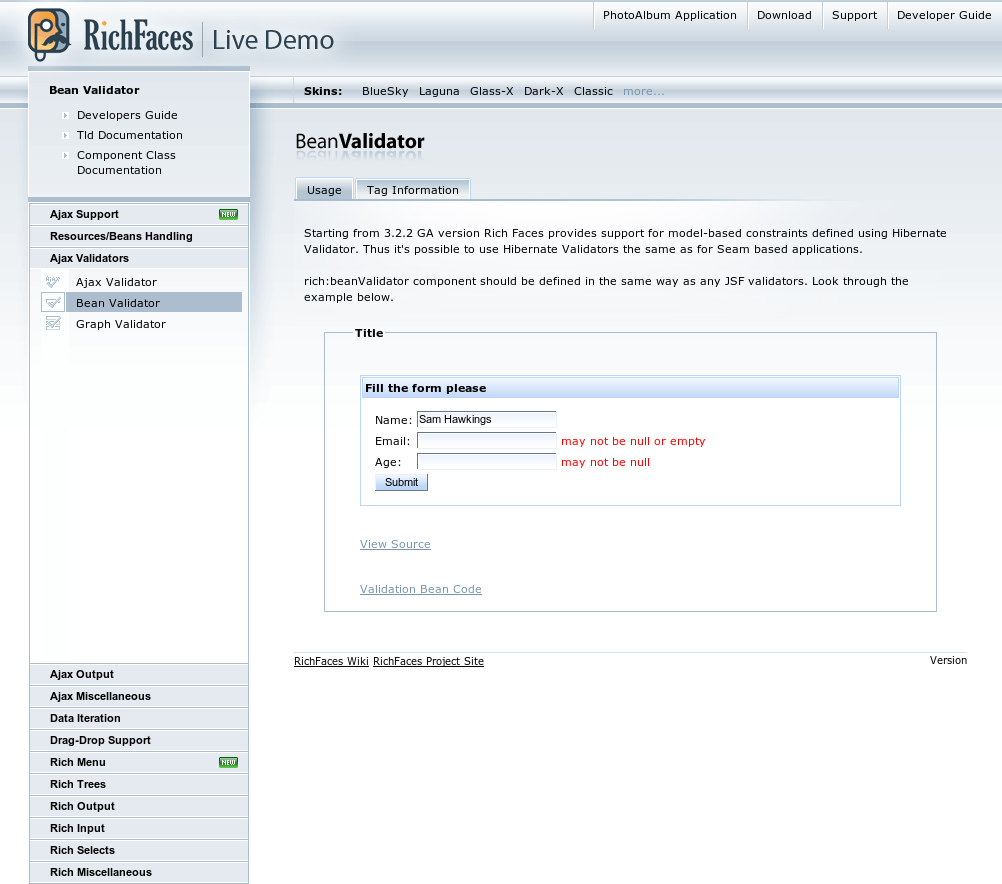 PhotoAlbum Application
Download
Support
Developer Guide
RichFaces
Live Demo
Skins:
BlueSky
Laguna
Glass-X
Dark-X
Classic
more...
Bean Validator
Developers Guide
Tld Documentation
Component Class
Documentation
Ajax Support
NEW
Resources/Beans Handling
Ajax Validators
Ajax Validator
Bean Validator
Graph Validator
Ajax Output
Ajax Miscellaneous
Data Iteration
Drag-Drop Support
Rich Menu
NEW
Rich Trees
Rich Output
Rich Input
Rich Selects
Rich Miscellaneous
BeanValidator
Usage
Tag Information
Starting from 3.2.2 GA version Rich Faces provides support for model-based constraints defined using Hibernate
Validator. Thus it's possible to use Hibernate Validators the same as for Seam based applications.
rich:beanValidator component should be defined in the same way as any JSF validators. Look through the
example below.
Title
Fill the form please
Name: Sam Hawkings
Email: may not be null or empty
Age: may not be null
Submit
View Source
Validation Bean Code
RichFaces Wiki RichFaces Project Site
Version